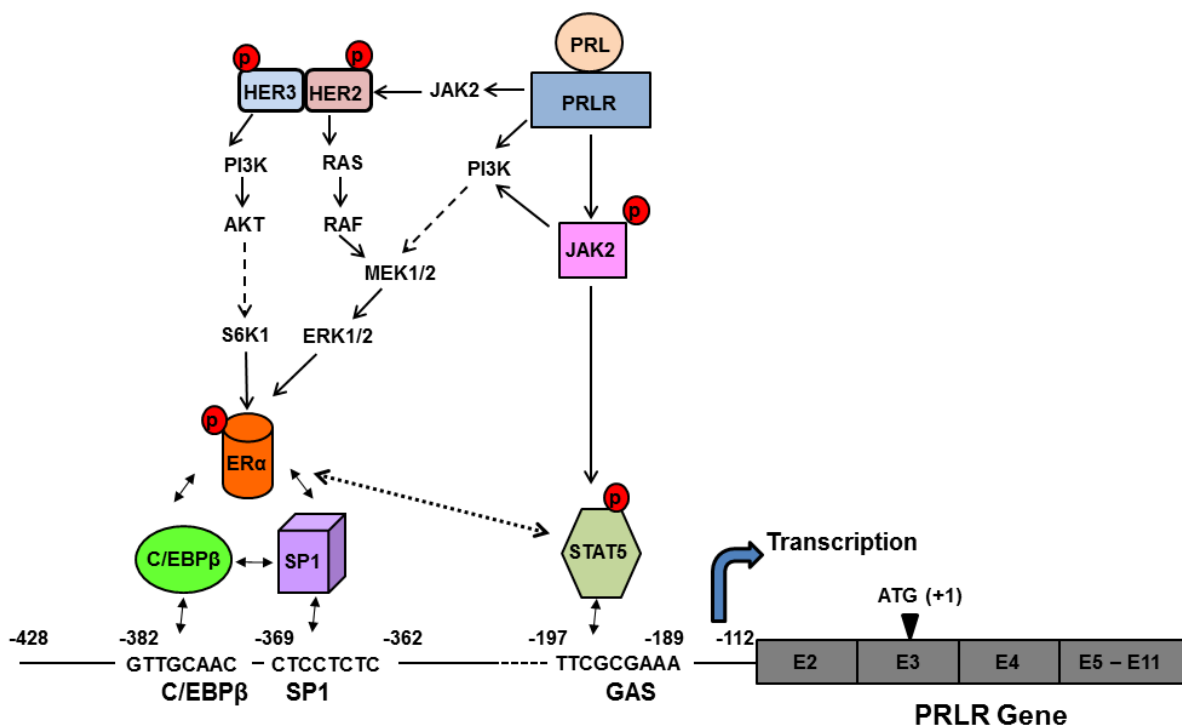 PRL
p
p
HER3
HER2
JAK2
PRLR
PI3K
RAS
PI3K
AKT
RAF
p
JAK2
MEK1/2
S6K1
ERK1/2
p
ERα
p
C/EBPβ
SP1
STAT5
Transcription
ATG (+1)
-428
-382
-369
-362
-197
-189
-112
GTTGCAAC
CTCCTCTC
TTCGCGAAA
E2
E3
E4
E5 – E11
C/EBPβ
SP1
GAS
PRLR Gene